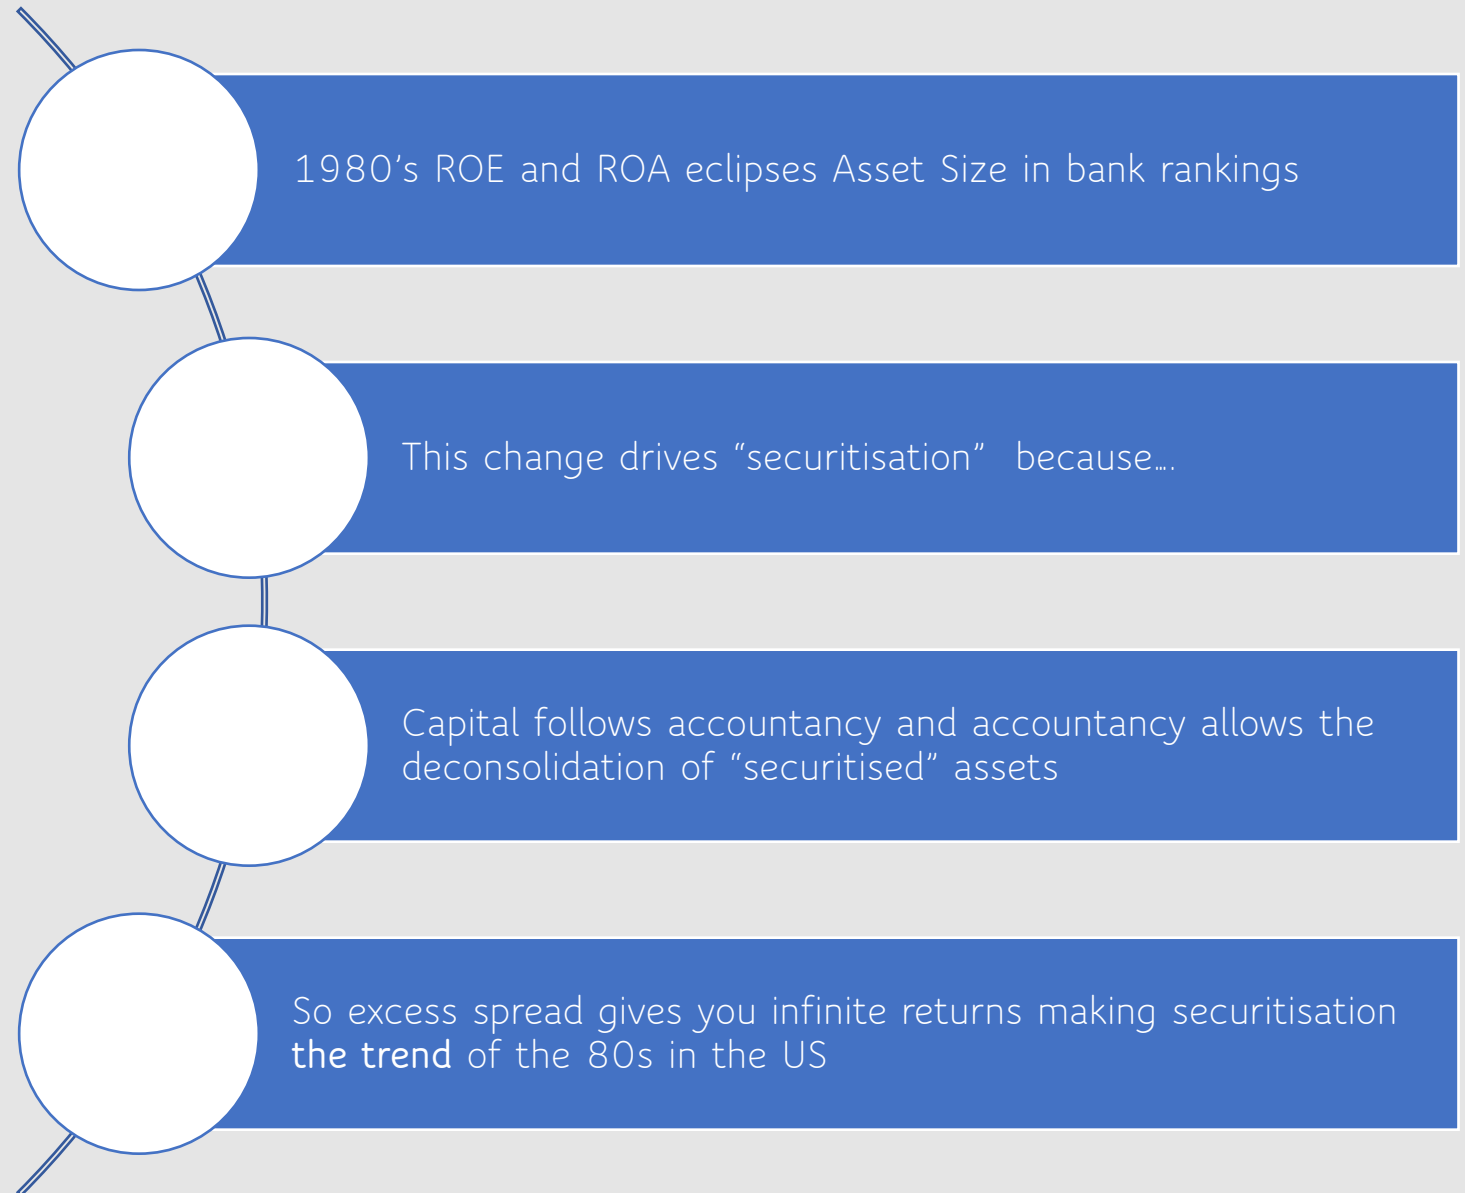 1980’s ROE and ROA eclipses Asset Size in bank rankings
This change drives “securitisation”  because….
Capital follows accountancy and accountancy allows the
deconsolidation of “securitised” assets
So excess spread gives you infinite returns making securitisation
the trend of the 80s in the US